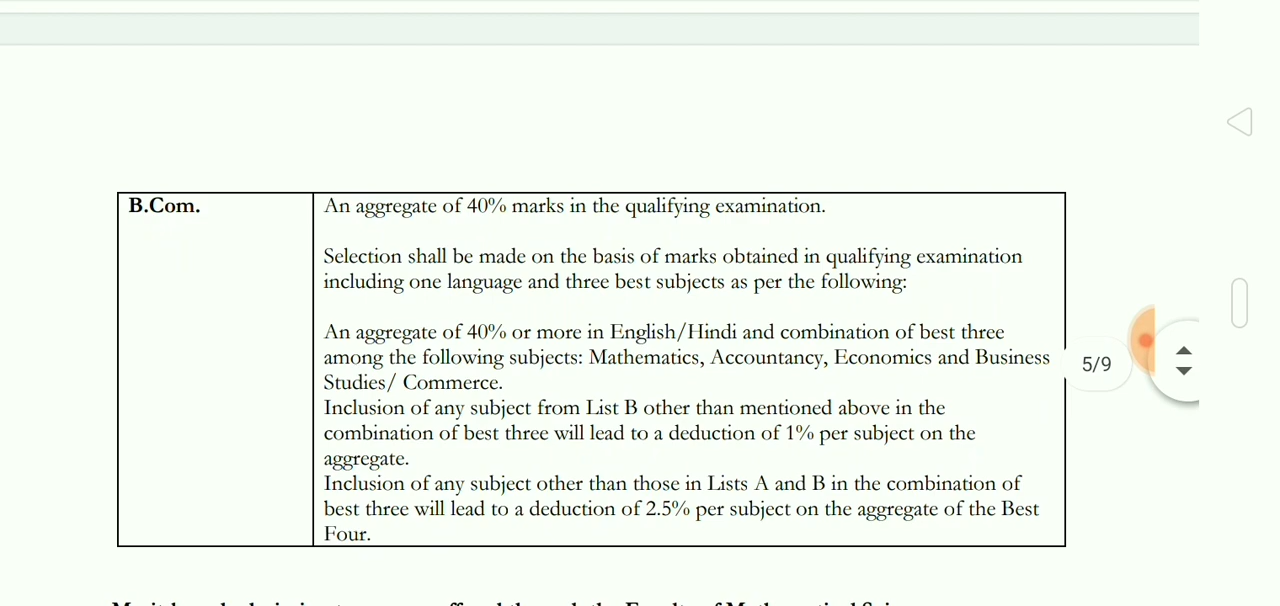 B.Com.
An aggregate of 40% marks in the qualifying examination.
Selection shall be made on the basis of marks obtained in qualifying examination
including one language and three best subjects as per the following:
An aggregate of 40% or more in English/Hindi and combination of best three
among the following subjects: Mathematics, Accountancy, Economics and Business
Studies/ Commerce.
Inclusion of any subject from List B other than mentioned above in the
combination of best three will lead to a deduction of 1% per subject on the
aggregate.
Inclusion of any subject other than those in Lists A and B in the combination of
best three will lead to a deduction of 2.5% per subject on the aggregate of the Best
Four.
5/9